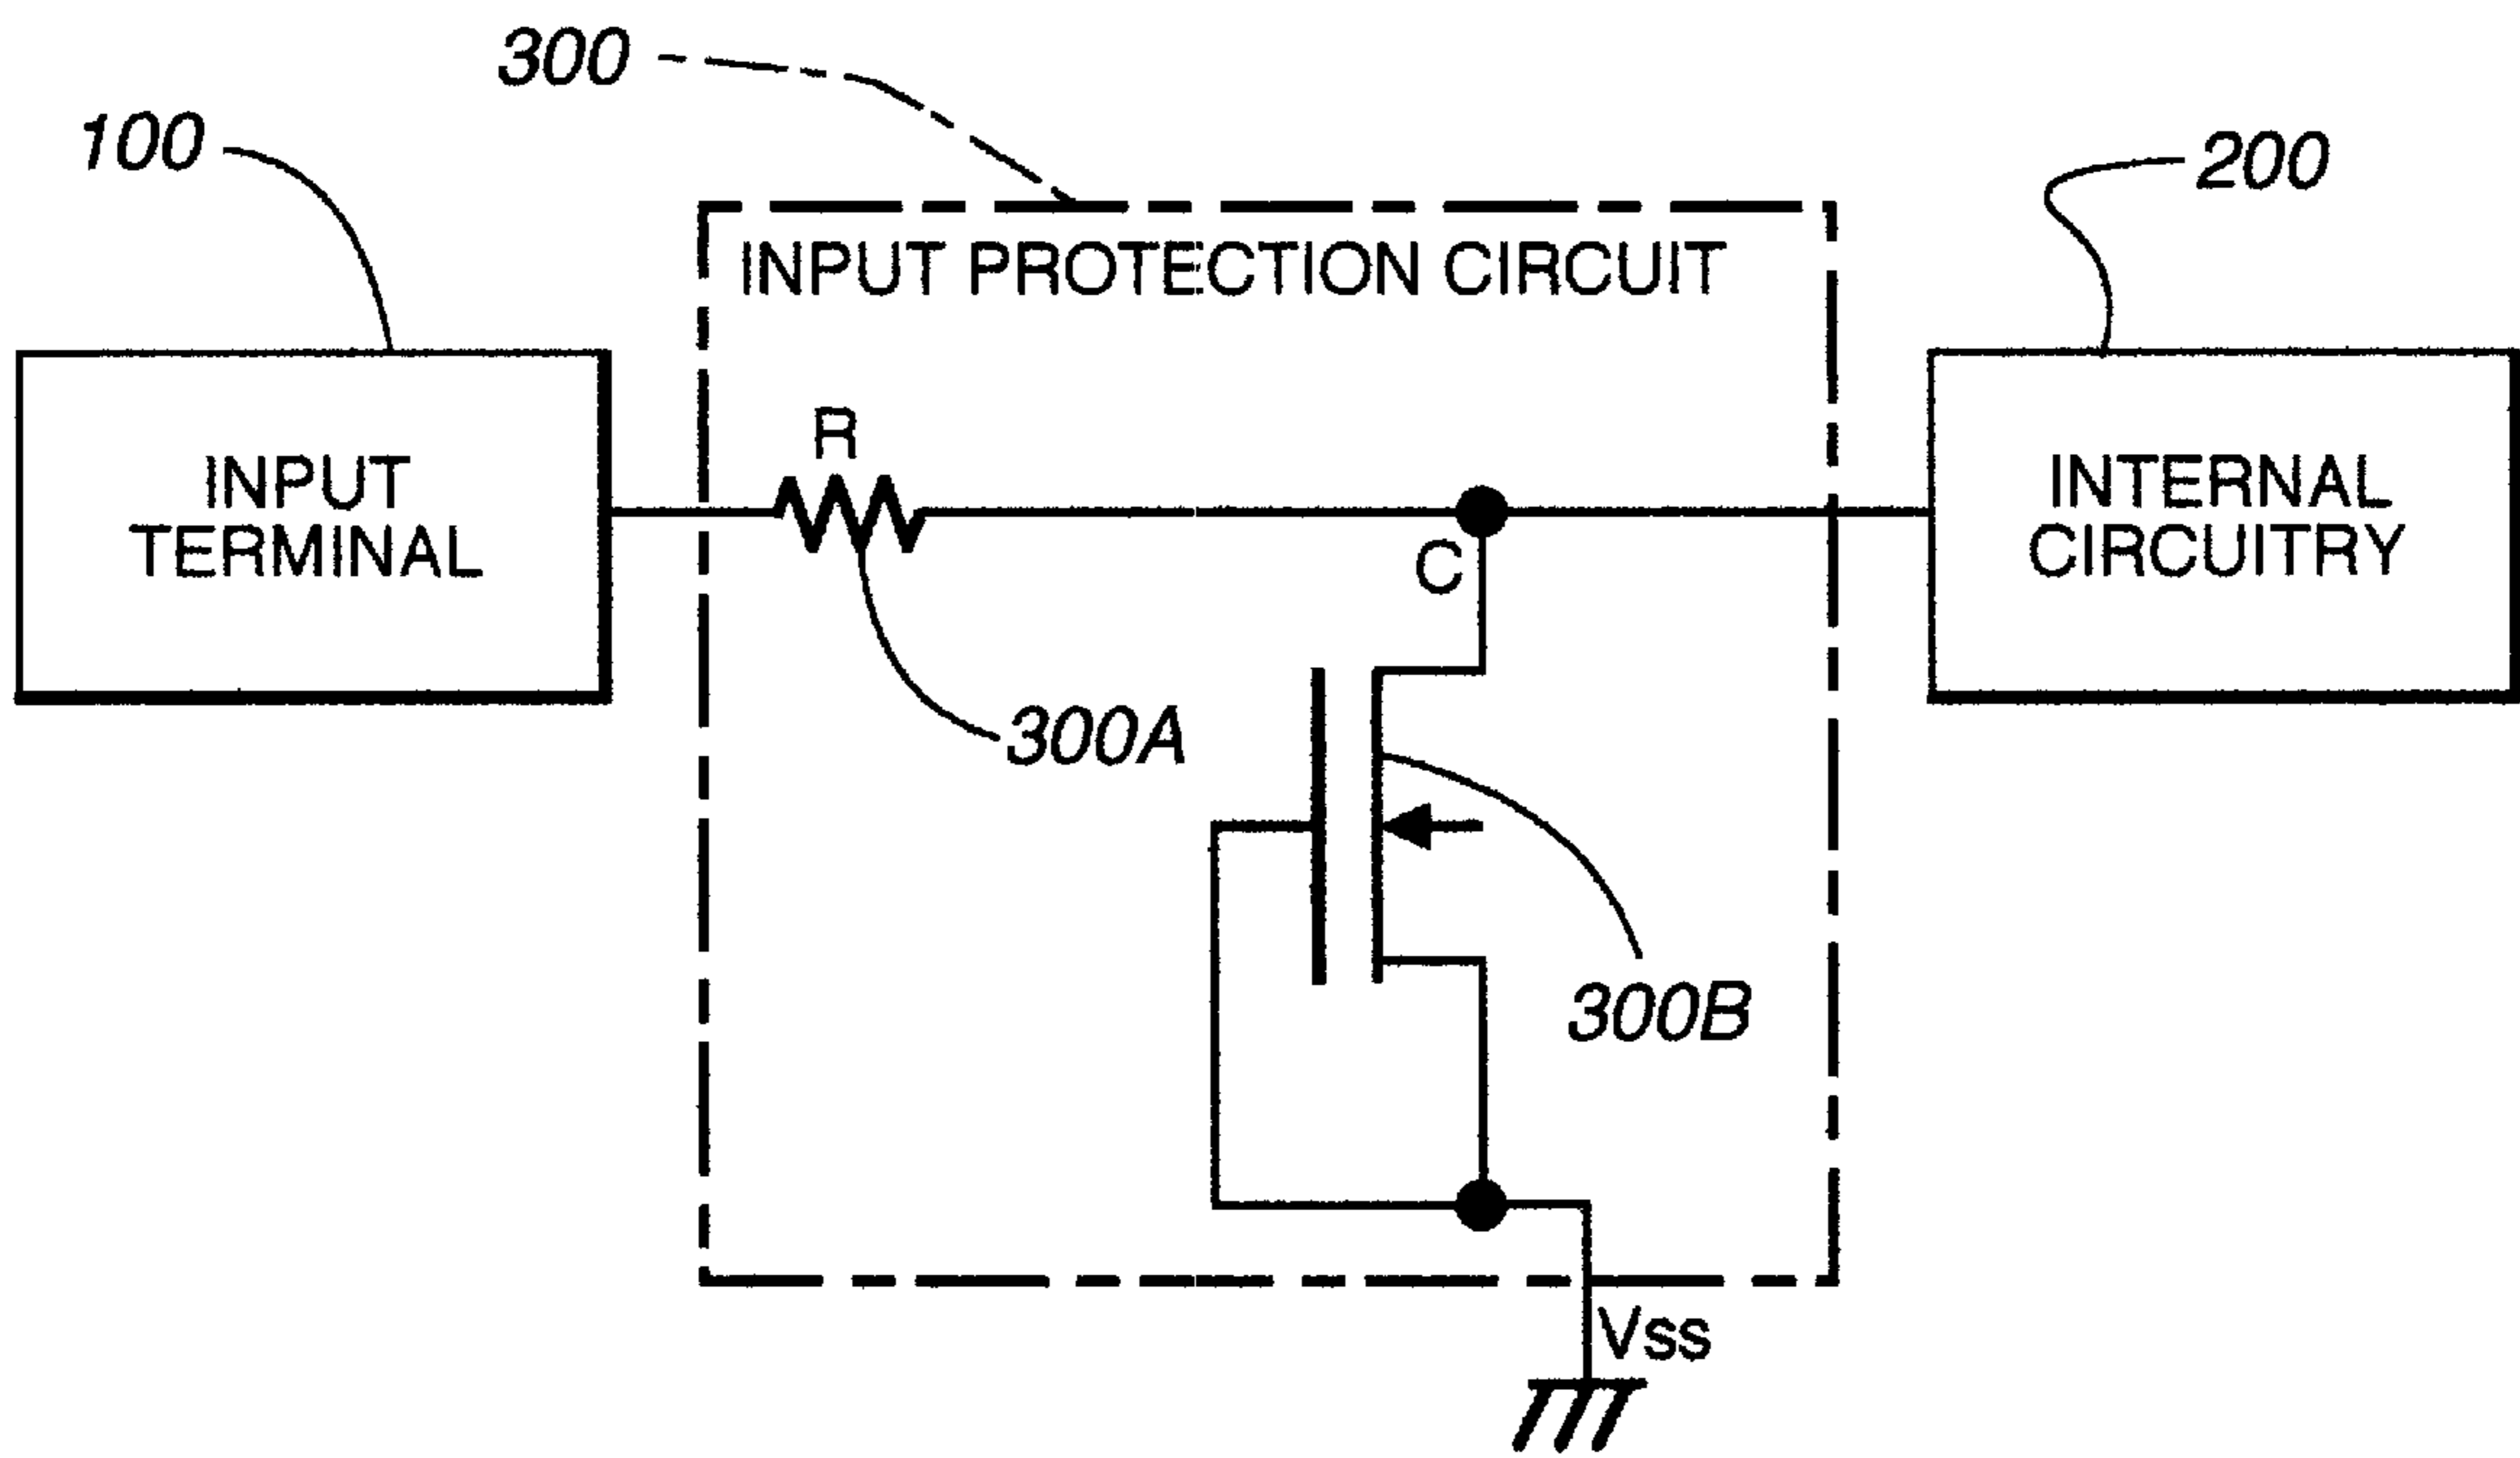 300
100
200
INPUT PROTECTION CIRCUIT
R
INPUT
TERMINAL
C
INTERNAL
CIRCUITRY
300A
300B
Vss